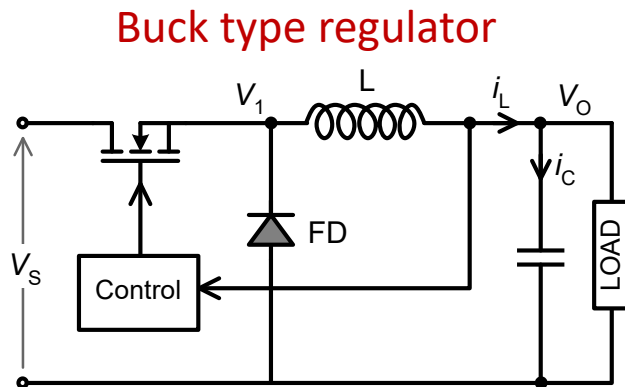 Buck type regulator
V1
L
iL
VO
iC
FD
VS
Control
LOAD